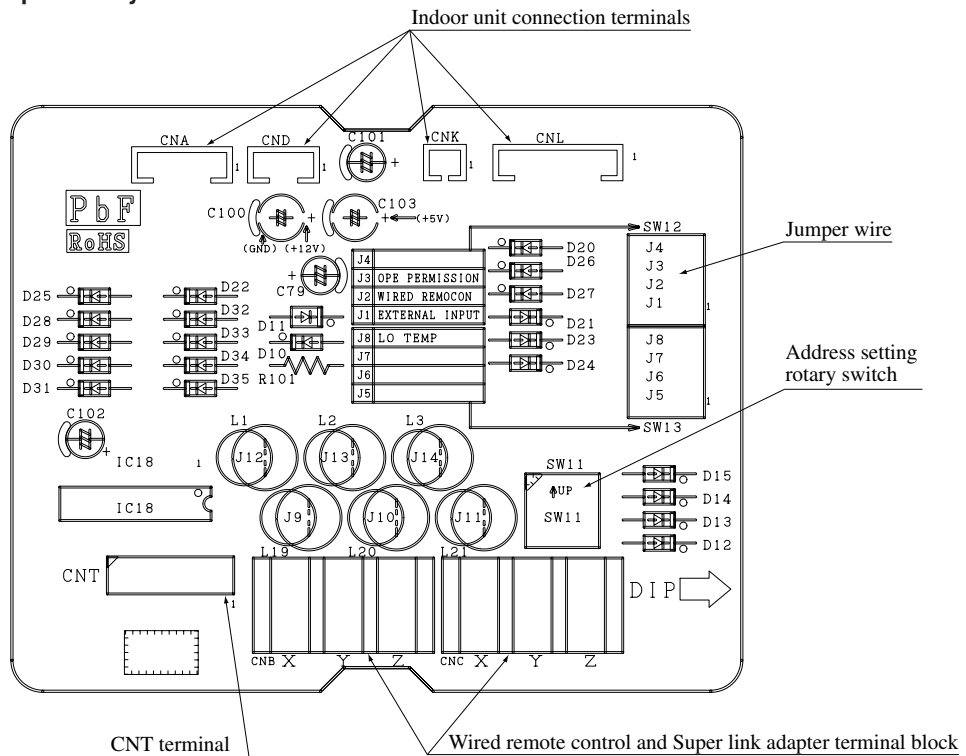 Indoor unit connection terminals
CNA
CND
C101
CNK
CNL
1
1
+
1
1
PbF
RoHS
C100
C103
+
+
(+5V)
(GND) (+12V)
SW12
Jumper wire
J4
J3 OPE PERMISSION
J2 WIRED REMOCON
J1 EXTERNAL INPUT
J8 LO TEMP
J7
J6
J5
+
C79
D20
D26
D27
D21
D23
D24
J4
J3
J2
J1
1
J8
J7
J6
J5
1
SW13
D25
D28
D29
D30
D31
D22
D32
D33
D34
D35
D11
D10
R101
Address setting
rotary switch
C102
+
IC18
1
IC18
L1
L2
L3
J12
J13
J14
J9
J10
J11
L19
L20
L21
SW11
UP
SW11
D15
D14
D13
D12
CNT
1
DIP
CNB X Y Z
CNC X Y Z
CNT terminal
Wired remote control and Super link adapter terminal block